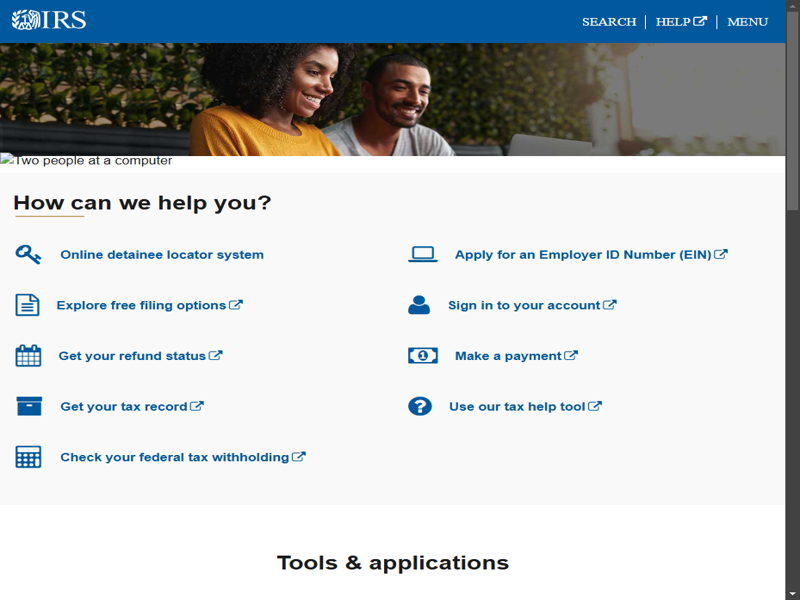 IRS
SEARCH
HELP
MENU
Two people at a computer
How can we help you?
Online detainee locator system
Apply for an Employer ID Number (EIN)
Explore free filing options
Sign in to your account
Get your refund status
Make a payment
Get your tax record
Use our tax help tool
Check your federal tax withholding
Tools & applications